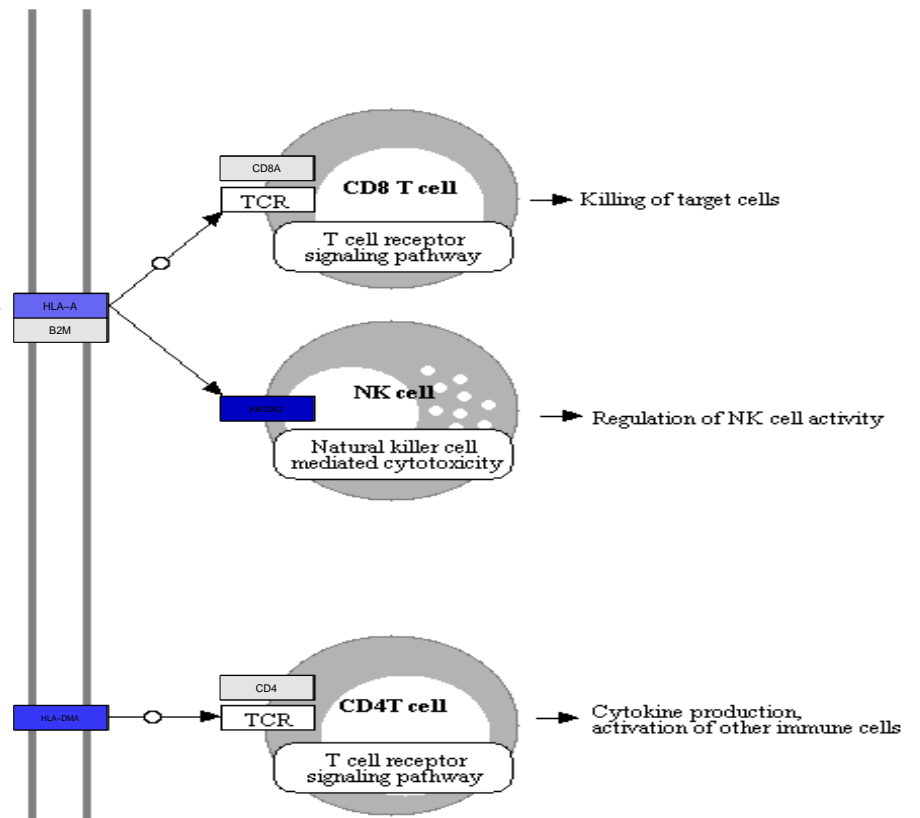 CD8A
CD8 T cell
TCR
Killing of target cells
T cell receptor
signaling pathway
HLA−A
B2M
NK cell
Regulation of NK cell activity
Natural killer cell
mediated cytotoxicity
CD4
CD4T cell
HLA−DMA
TCR
Cytokine production,
activation of other immune cells
T cell receptor
signaling pathway